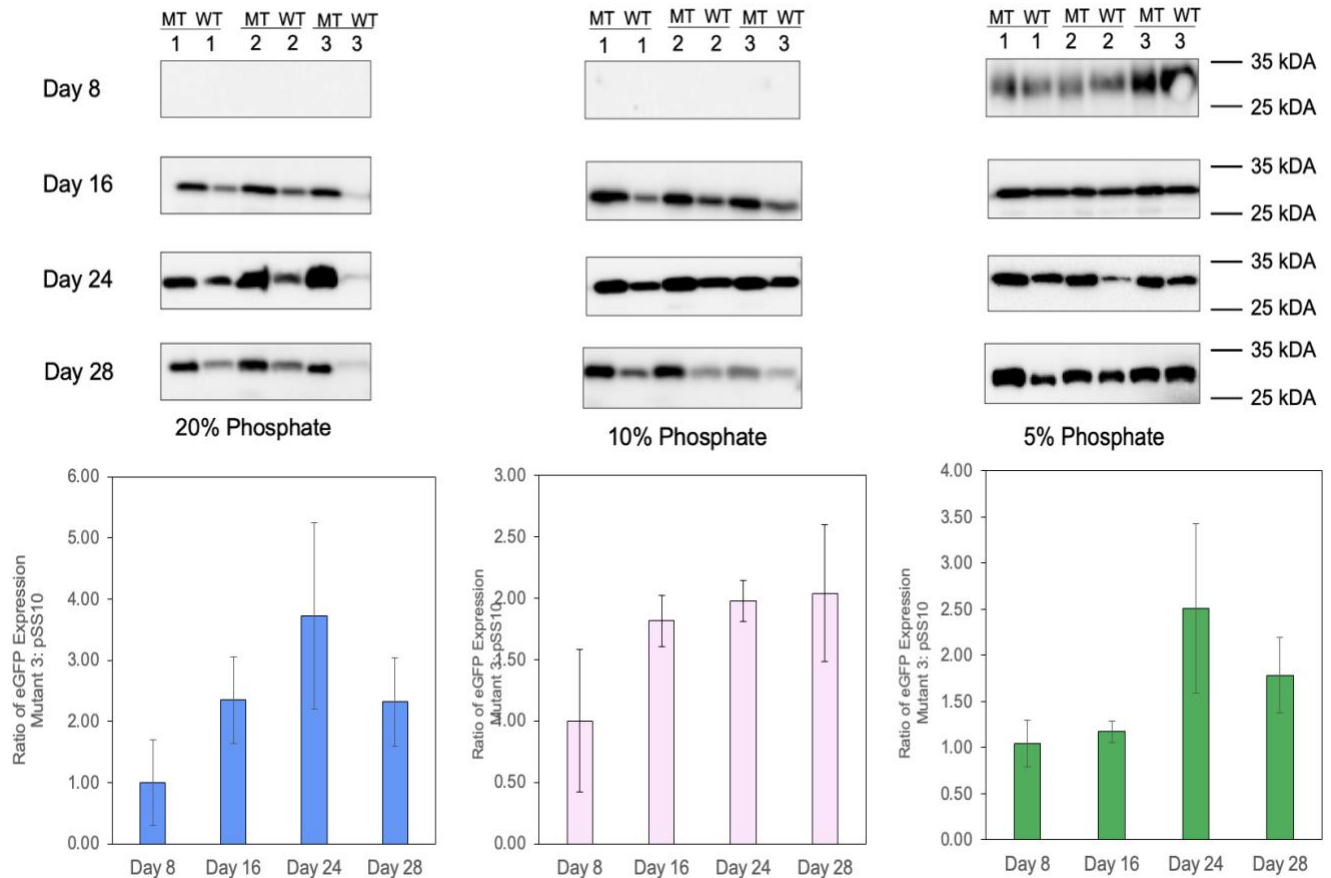 MT WT MT WT MT WT
1 1 2 2 3 3
MT WT MT WT MT WT
1 1 2 2 3 3
MT WT MT WT MT WT
1 1 2 2 3 3
Day 8
35 kDA
25 kDA
Day 16
35 kDA
25 kDA
Day 24
35 kDA
25 kDA
Day 28
35 kDA
25 kDA
20% Phosphate
10% Phosphate
5% Phosphate
Ratio of eGFP Expression
Mutant 3: pSS10
6.00
5.00
4.00
3.00
2.00
1.00
0.00
Day 8 Day 16 Day 24 Day 28
Ratio of eGFP Expression
Mutant 3: pSS10
3.00
2.50
2.00
1.50
1.00
0.50
0.00
Day 8 Day 16 Day 24 Day 28
Ratio of eGFP Expression
Mutant 3: pSS10
4.00
3.50
3.00
2.50
2.00
1.50
1.00
0.50
0.00
Day 8 Day 16 Day 24 Day 28